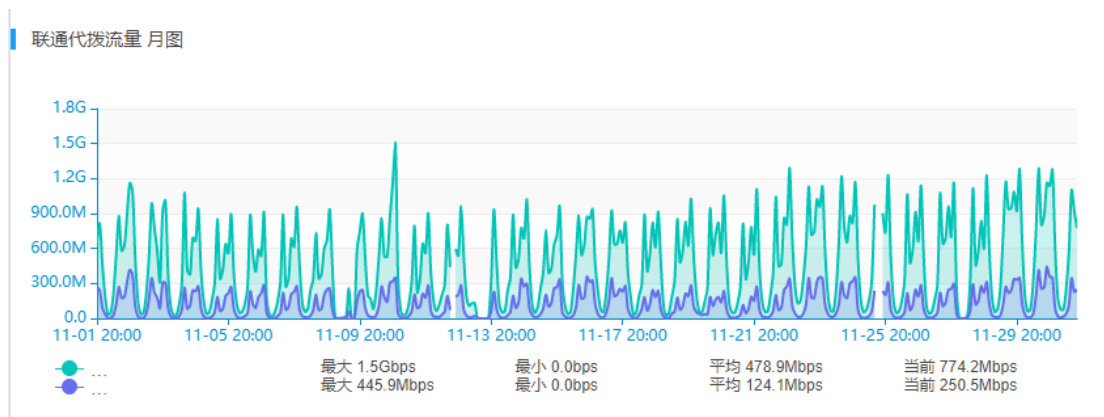 联通代拨流量 月图
1.8G
1.5G
1.2G
900.0M
600.0M
300.0M
0.0
11-01 20:00 11-05 20:00 11-09 20:00 11-13 20:00 11-17 20:00 11-21 20:00 11-25 20:00 11-29 20:00
... 最大 1.5Gbps 最小 0.0bps 平均 478.9Mbps 当前 774.2Mbps
... 最大 445.9Mbps 最小 0.0bps 平均 124.1Mbps 当前 250.5Mbps